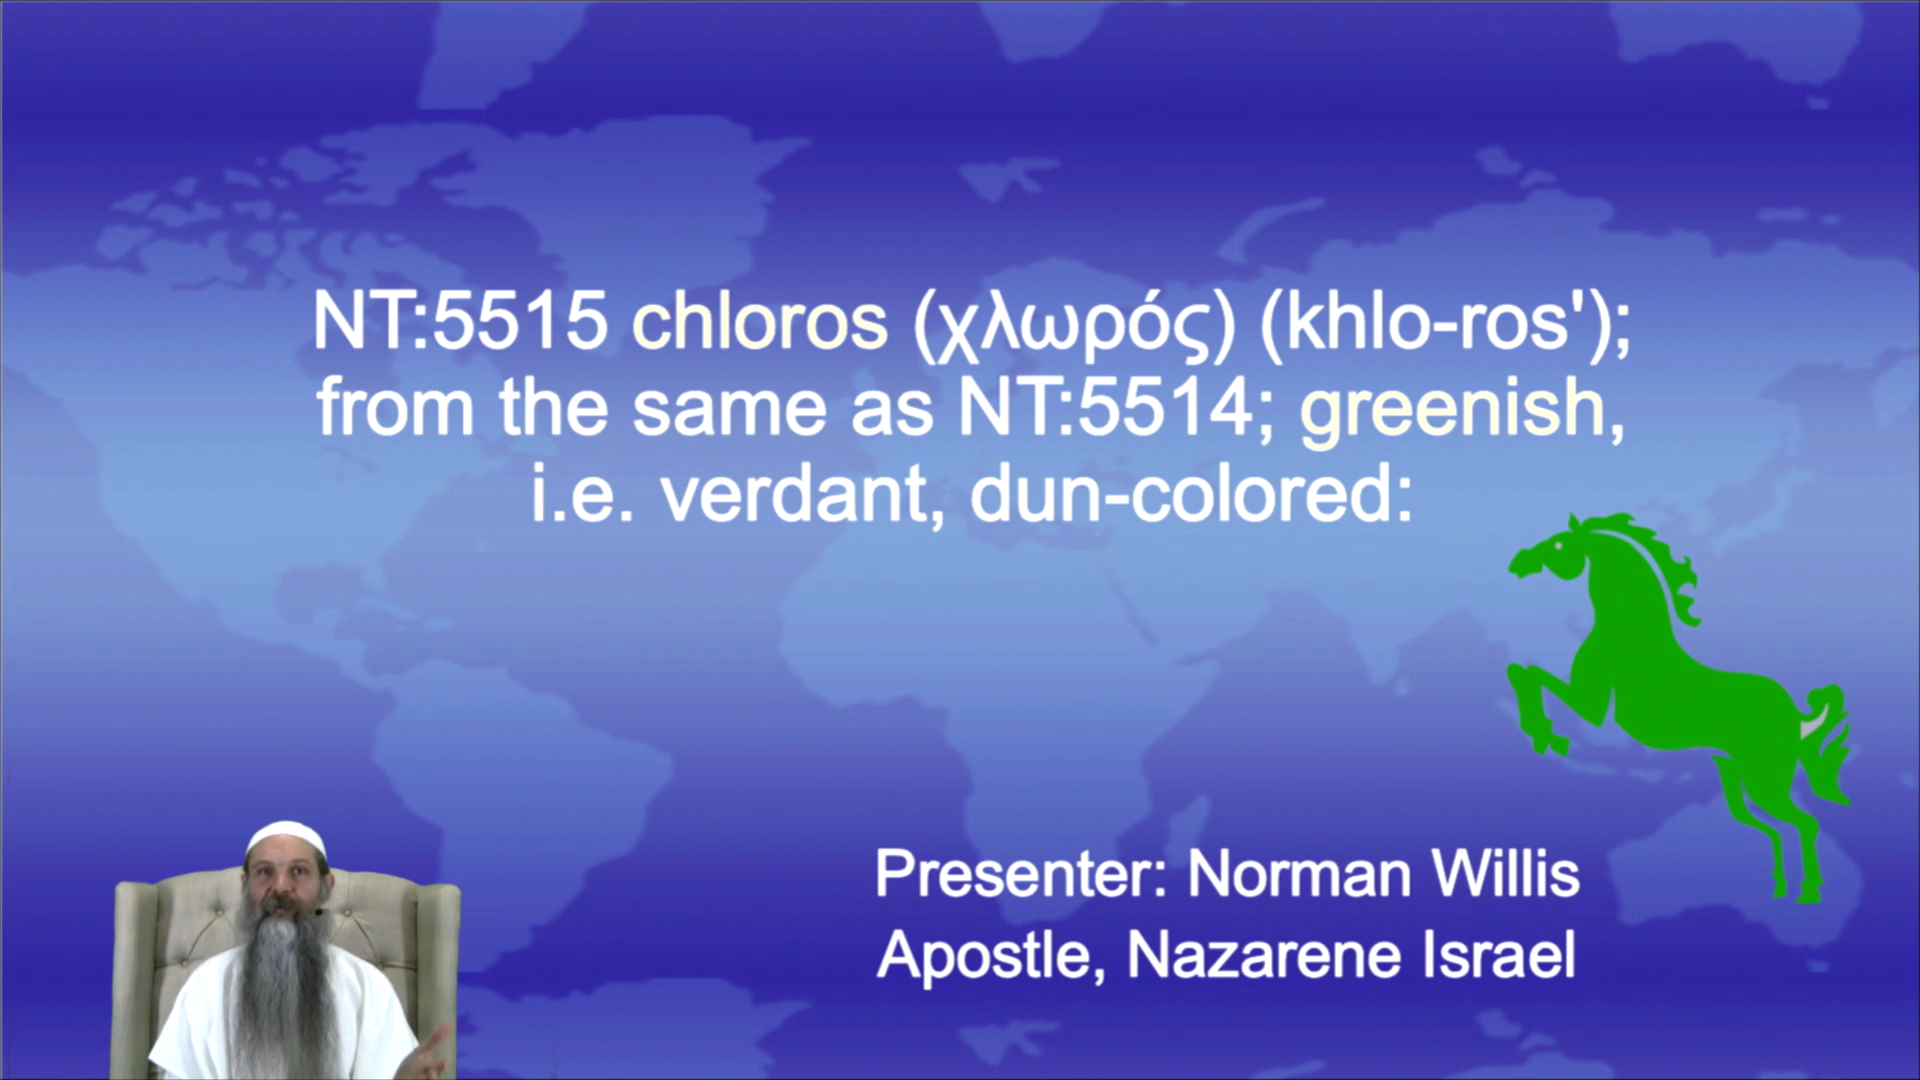 NT:5515 chloros (χλωρός) (khlo-ros');
from the same as NT:5514; greenish,
i.e. verdant, dun-colored:
Presenter: Norman Willis
Apostle, Nazarene Israel